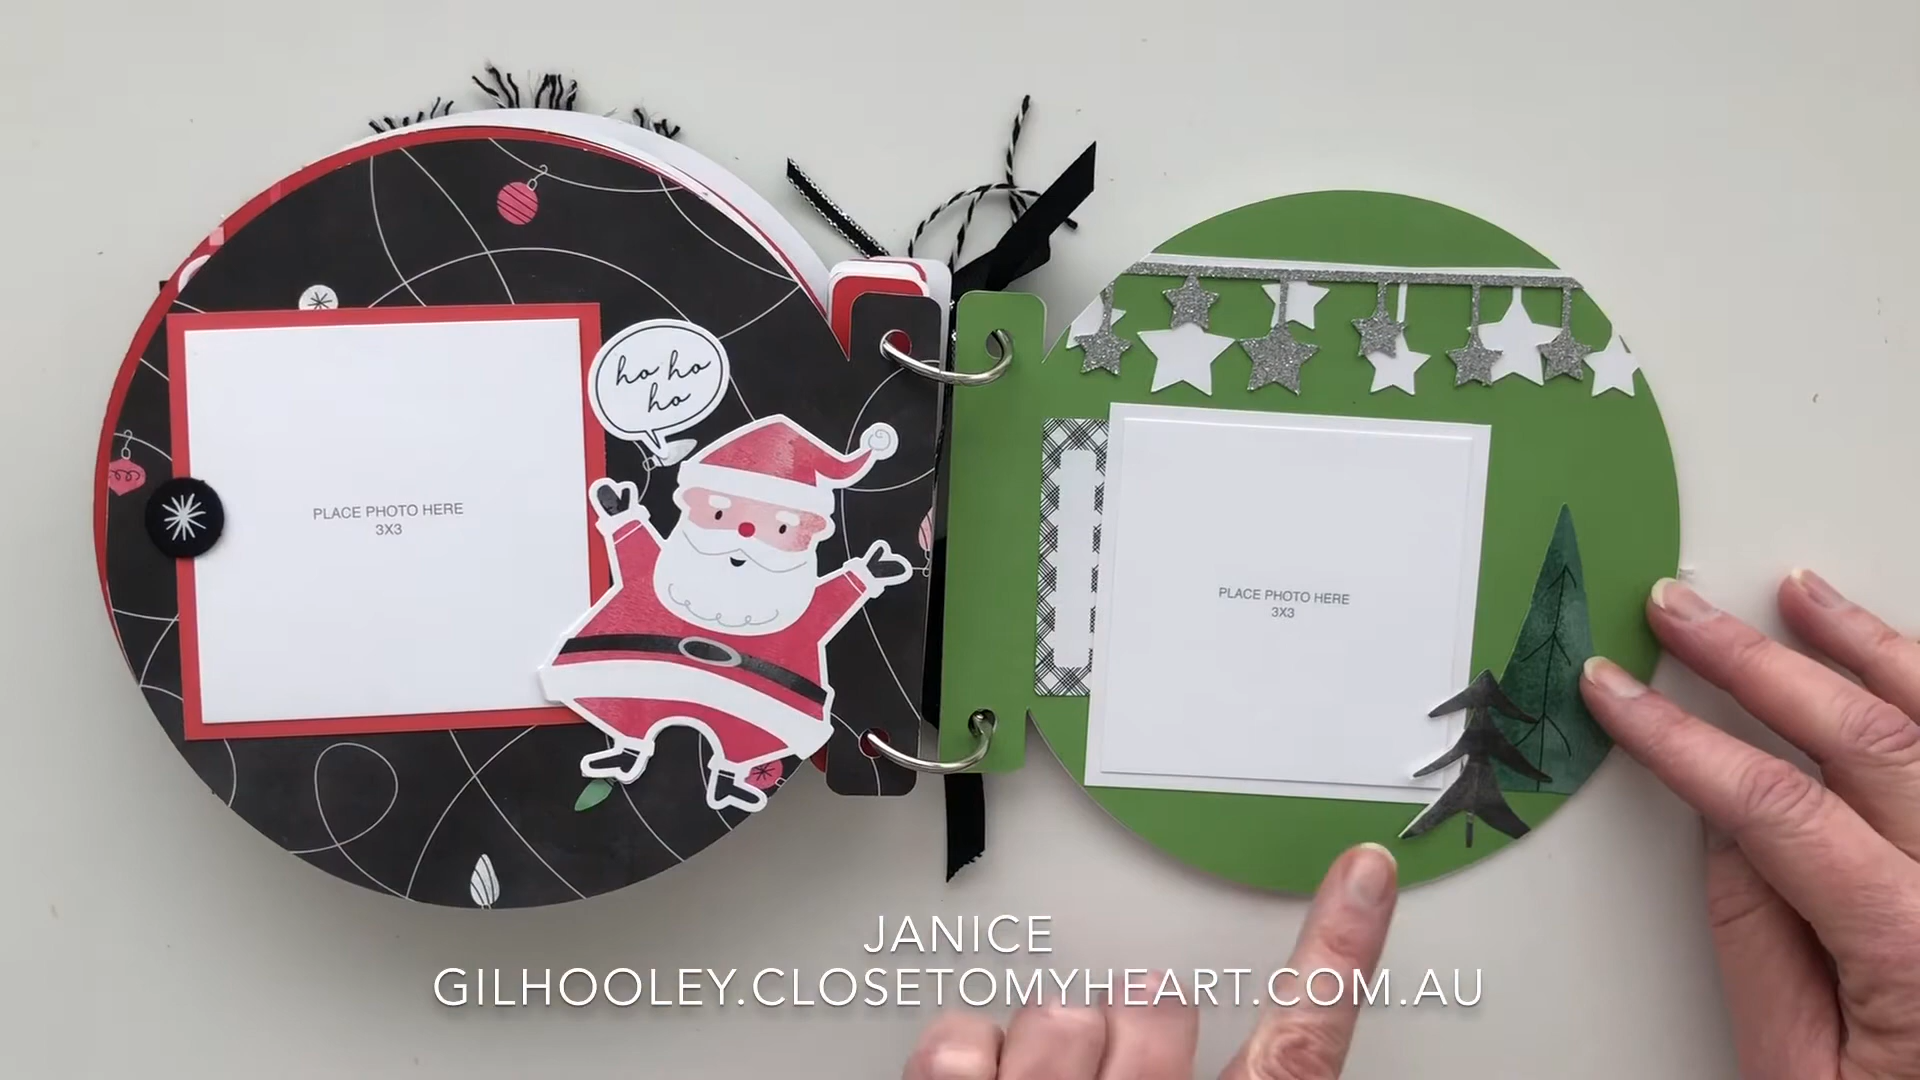 ho ho
ho
PLACE PHOTO HERE
3X3
PLACE PHOTO HERE
3X3
JANICE
GILHOOLEY.CLOSETOMYHEART.COM.AU